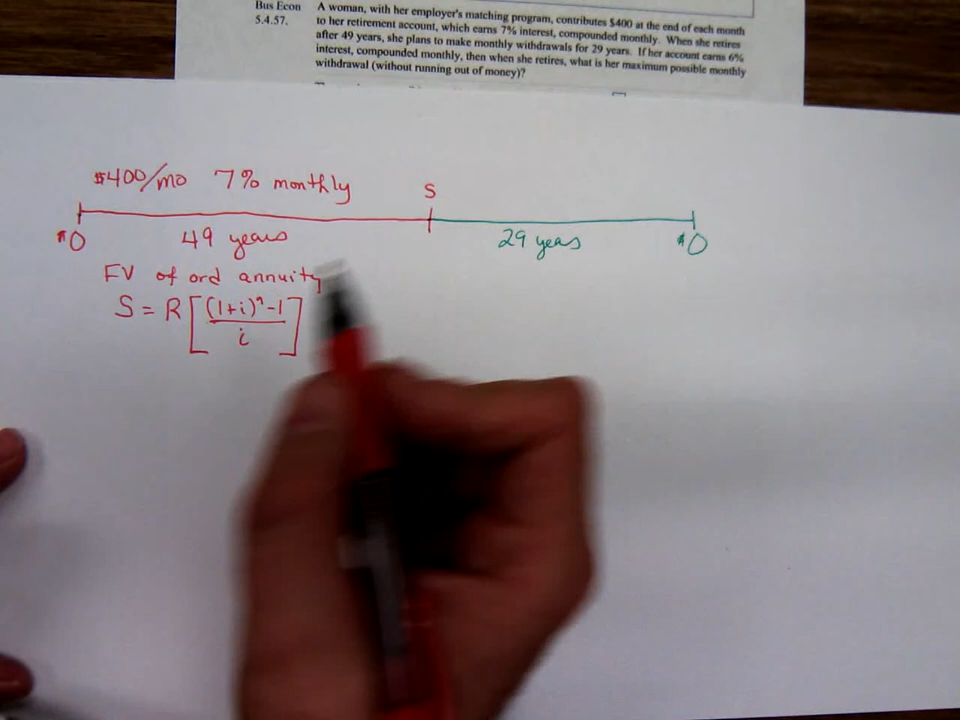 Bus Econ
5.4.57.
A woman, with her employer's matching program, contributes $400 at the end of each month
to her retirement account, which earns 7% interest, compounded monthly. When she retires
after 49 years, she plans to make monthly withdrawals for 29 years. If her account earns 6%
interest, compounded monthly, then when she retires, what is her maximum possible monthly
withdrawal (without running out of money)?
$400/mo 7% monthly
S
$0 49 years 29 years $0
FV of ord annuity
S = R [ (1+i)^n - 1 / i ]